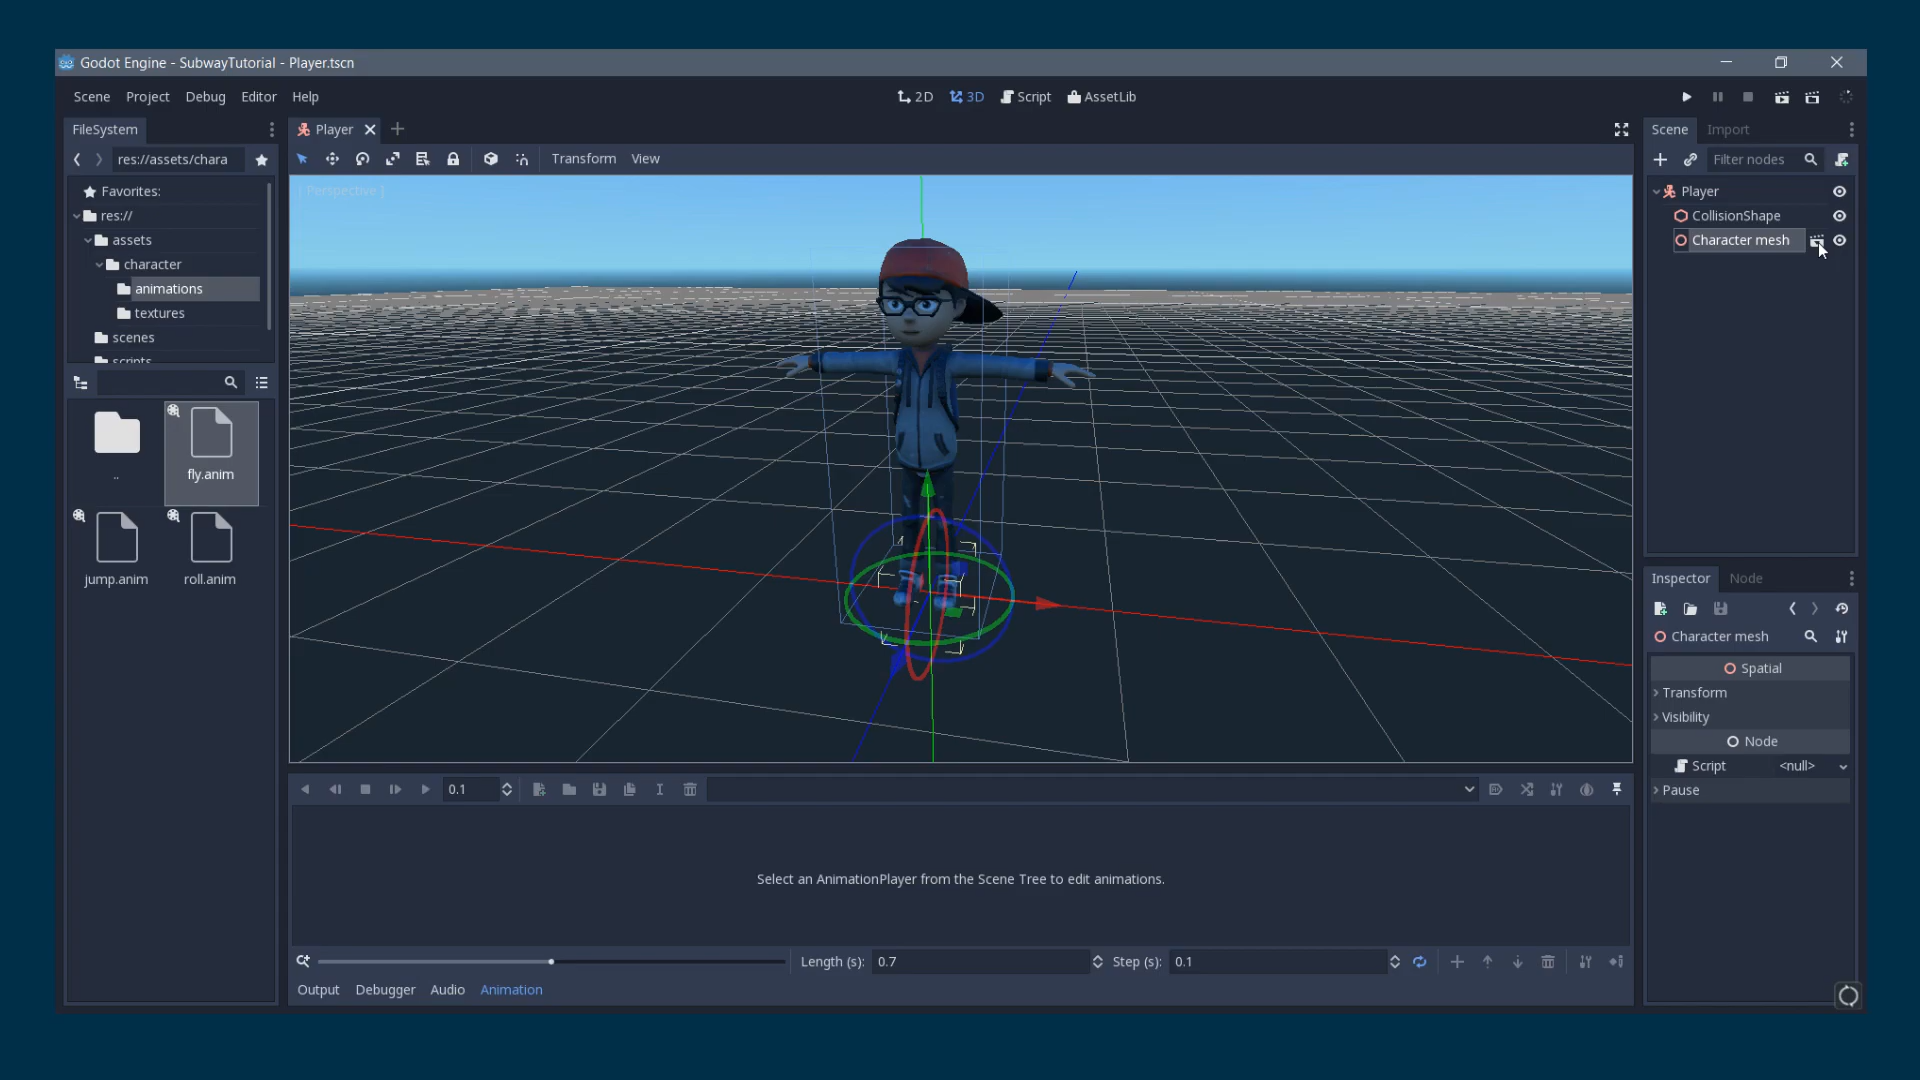 Godot Engine - SubwayTutorial - Player.tscn
Scene Project Debug Editor Help
2D 3D Script AssetLib
FileSystem
Player
Scene Import
res://assets/chara
Transform View
Filter nodes
[ Perspective ]
Favorites:
res://
assets
character
animations
textures
scenes
scripts
..
fly.anim
jump.anim
roll.anim
Player
CollisionShape
Character mesh
Inspector Node
Character mesh
Spatial
Transform
Visibility
Node
Script <null>
Pause
0.1
Select an AnimationPlayer from the Scene Tree to edit animations.
Length (s): 0.7 Step (s): 0.1
Output Debugger Audio Animation